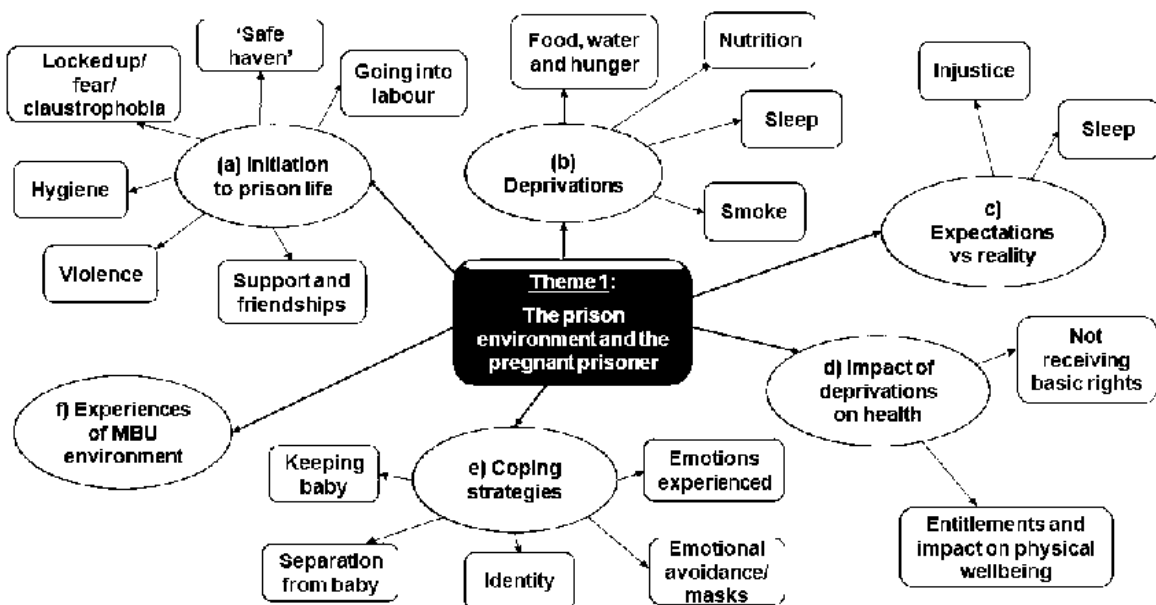 'Safe
haven'
Locked up/
fear/
claustrophobia
Going into
labour
(a) Initiation
to prison life
Hygiene
Violence
Support and
friendships
Food, water
and hunger
Nutrition
Sleep
(b)
Deprivations
Smoke
Injustice
Sleep
c)
Expectations
vs reality
Theme 1:
The prison
environment and the
pregnant prisoner
Not
receiving
basic rights
d) Impact of
deprivations
on health
Entitlements and
impact on physical
wellbeing
f) Experiences
of MBU
environment
Keeping
baby
e) Coping
strategies
Emotions
experienced
Separation
from baby
Identity
Emotional
avoidance/
masks